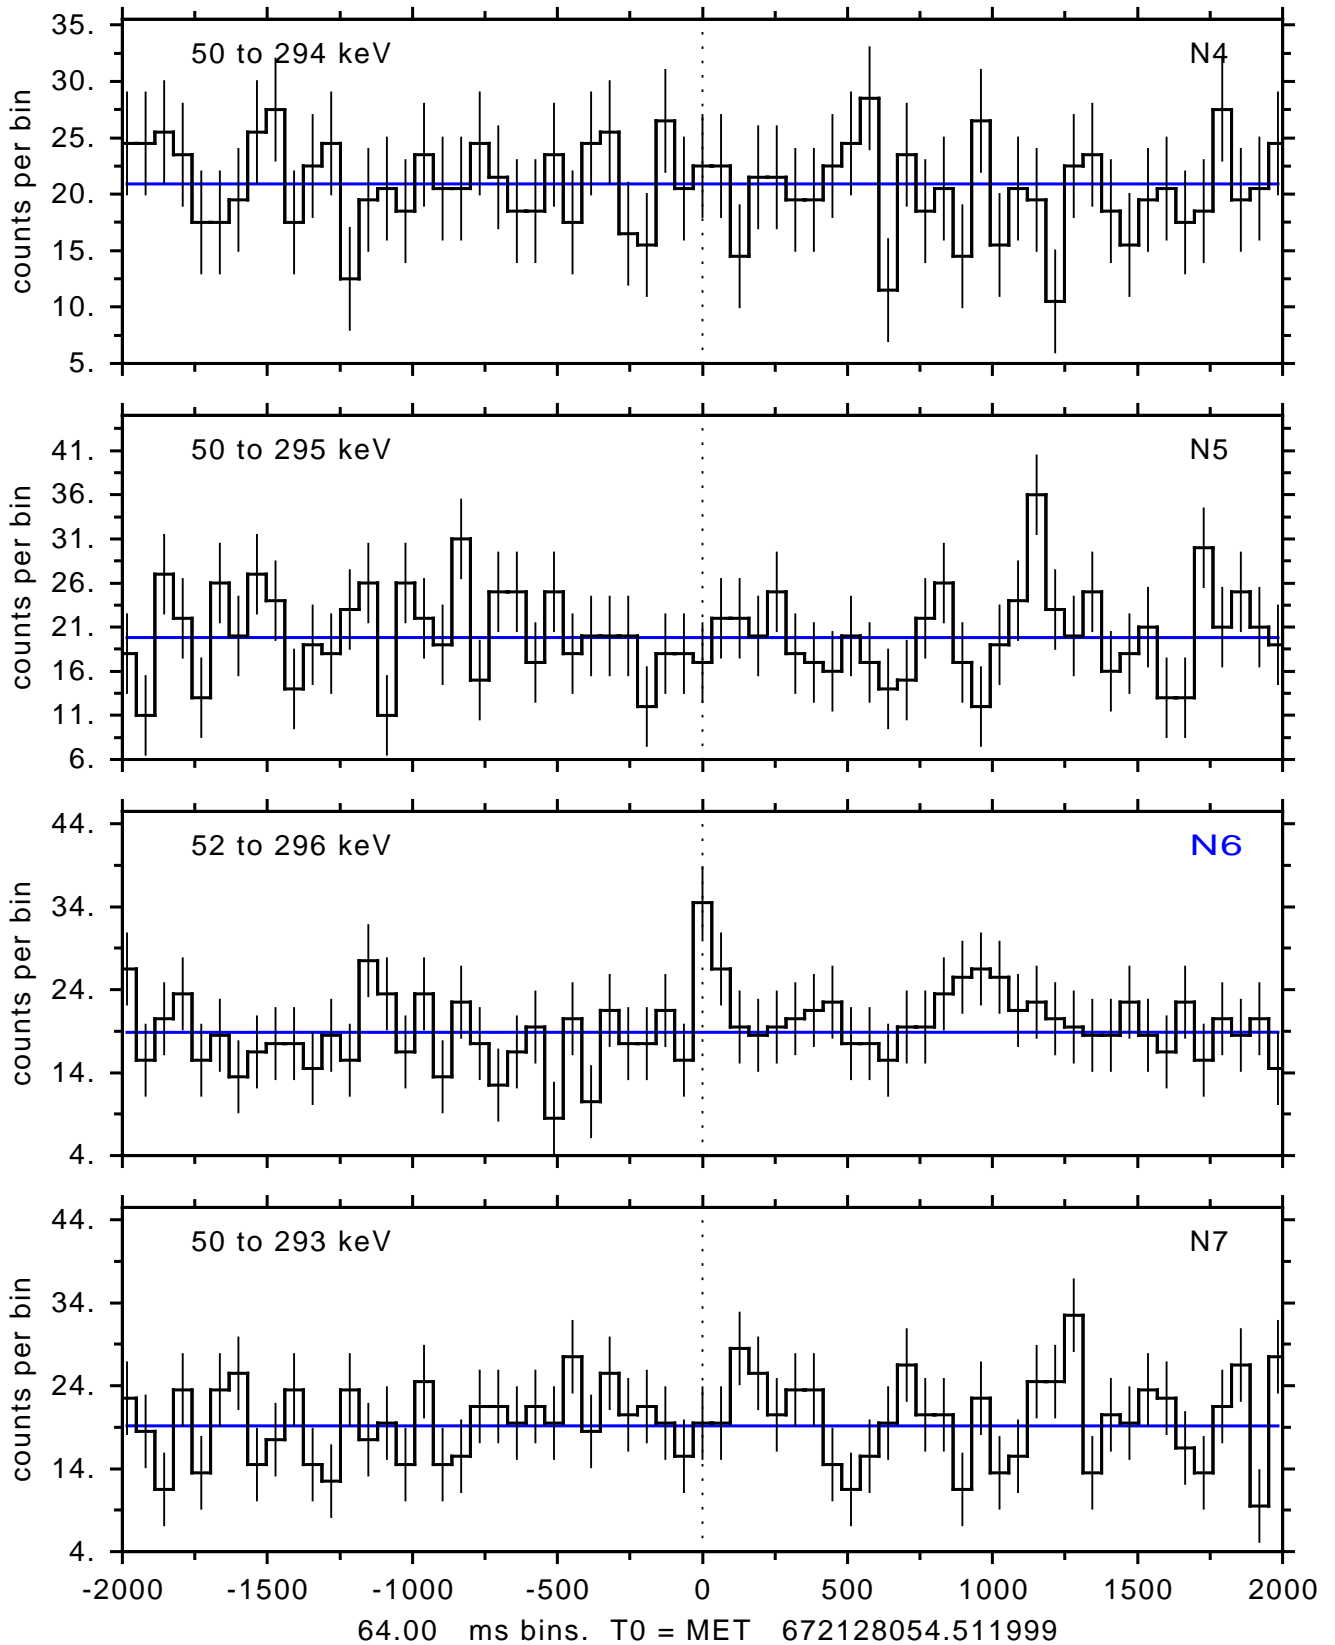 35.
50 to 294 keV N4
30.
25.
20.
15.
10.
5.
counts per bin
50 to 295 keV N5
41.
36.
31.
26.
21.
16.
11.
6.
counts per bin
44.
52 to 296 keV N6
34.
24.
14.
4.
counts per bin
44.
50 to 293 keV N7
34.
24.
14.
4.
counts per bin
-2000 -1500 -1000 -500 0 500 1000 1500 2000
64.00 ms bins. T0 = MET 672128054.511999